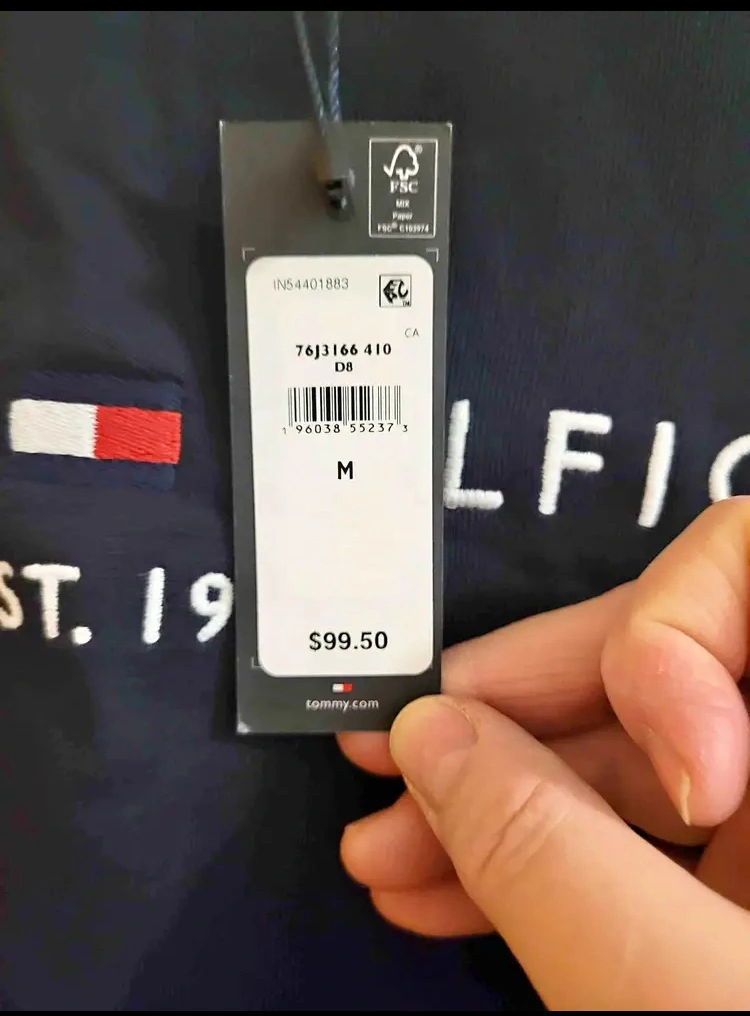 FSC
MIX
Paper
FSC® C103974
IN54401883
CA
76J3166 410
D8
1 96038 55237 3
M
$99.50
tommy.com
LFIG
ST. 19